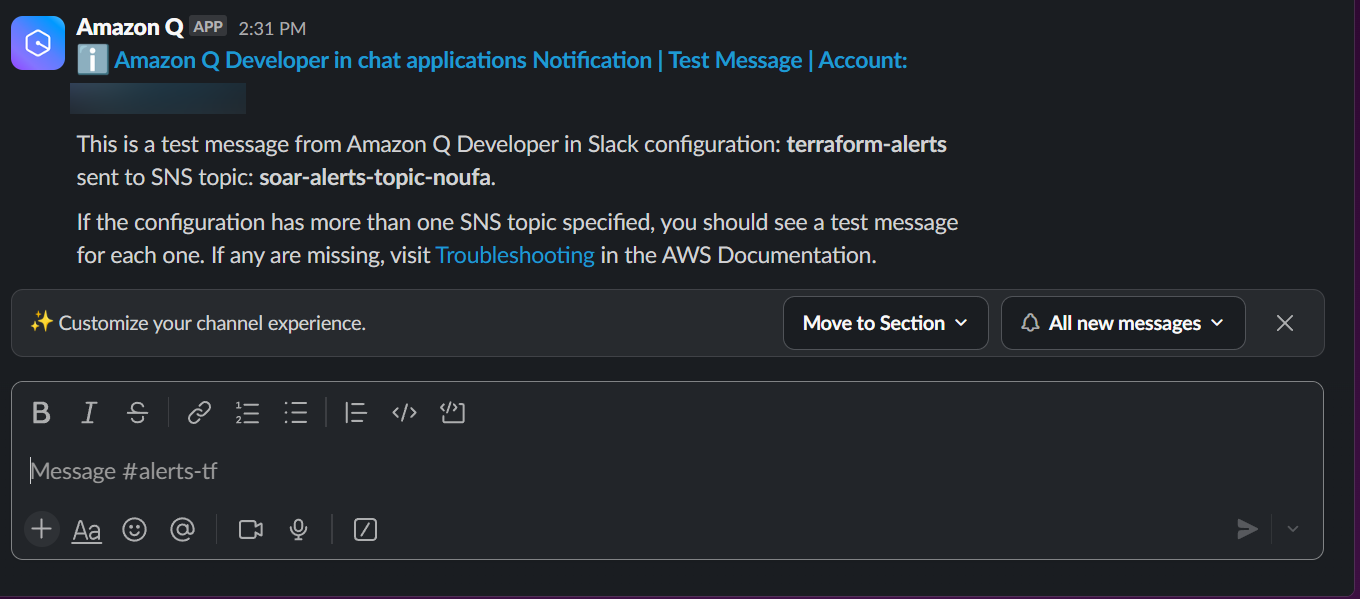 Amazon Q APP 2:31 PM
Amazon Q Developer in chat applications Notification | Test Message | Account:
This is a test message from Amazon Q Developer in Slack configuration: terraform-alerts
sent to SNS topic: soar-alerts-topic-noufa.
If the configuration has more than one SNS topic specified, you should see a test message
for each one. If any are missing, visit Troubleshooting in the AWS Documentation.
✨ Customize your channel experience. Move to Section All new messages
Message #alerts-tf